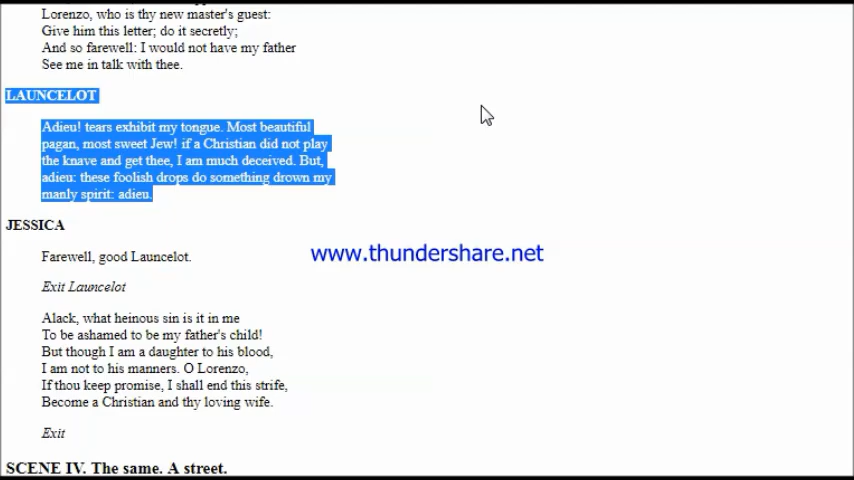 Lorenzo, who is thy new master's guest:
Give him this letter; do it secretly;
And so farewell: I would not have my father
See me in talk with thee.
LAUNCELOT
Adieu! tears exhibit my tongue. Most beautiful
pagan, most sweet Jew! if a Christian did not play
the knave and get thee, I am much deceived. But,
adieu: these foolish drops do something drown my
manly spirit: adieu.
JESSICA
www.thundershare.net
Farewell, good Launcelot.
Exit Launcelot
Alack, what heinous sin is it in me
To be ashamed to be my father's child!
But though I am a daughter to his blood,
I am not to his manners. O Lorenzo,
If thou keep promise, I shall end this strife,
Become a Christian and thy loving wife.
Exit
SCENE IV. The same. A street.